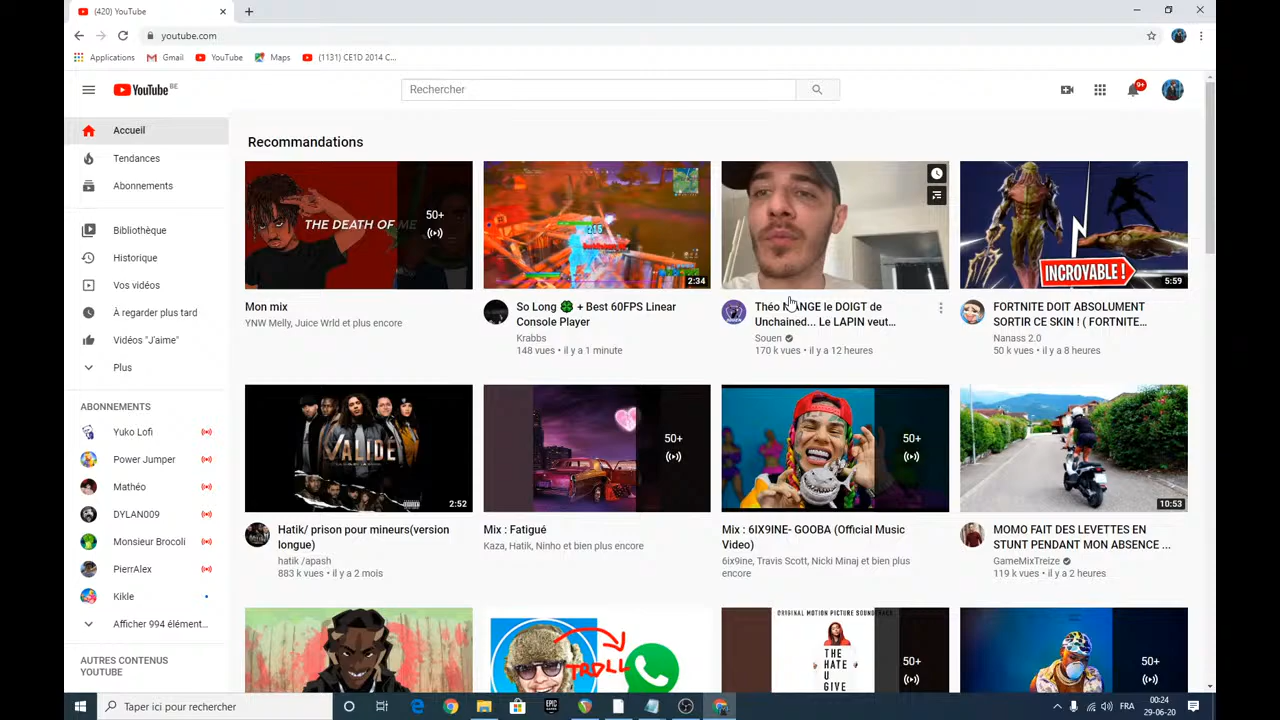 (420) YouTube
youtube.com
Applications
Gmail
YouTube
Maps
(1131) CE1D 2014 C...
YouTube BE
Rechercher
9+
Accueil
Tendances
Abonnements
Bibliothèque
Historique
Vos vidéos
À regarder plus tard
Vidéos "J'aime"
Plus
ABONNEMENTS
Yuko Lofi
Power Jumper
Mathéo
DYLAN009
Monsieur Brocoli
PierAlex
Kikle
Afficher 994 élément...
AUTRES CONTENUS
YOUTUBE
Recommandations
THE DEATH OF ME
50+
Mon mix
YNW Melly, Juice Wrld et plus encore
2:34
So Long 🍀 + Best 60FPS Linear
Console Player
Krabbs
148 vues • il y a 1 minute
Théo MANGE le DOIGT de
Unchained... Le LAPIN veut...
Souen
170 k vues • il y a 12 heures
INCROYABLE !
5:59
FORTNITE DOIT ABSOLUMENT
SORTIR CE SKIN ! ( FORTNITE...
Nanass 2.0
50 k vues • il y a 8 heures
VALIDE
2:52
Hatik/ prison pour mineurs(version
longue)
hatik /apash
883 k vues • il y a 2 mois
50+
Mix : Fatigué
Kaza, Hatik, Ninho et bien plus encore
50+
Mix : 6IX9INE- GOOBA (Official Music
Video)
6ix9ine, Travis Scott, Nicki Minaj et bien plus
encore
10:53
MOMO FAIT DES LEVETTES EN
STUNT PENDANT MON ABSENCE ...
GameMixTreize
119 k vues • il y a 2 heures
TROLL
ORIGINAL MOTION PICTURE SOUNDTRACK
THE
HATE
U
GIVE
50+
50+
Taper ici pour rechercher
EPIC
FRA
00:24
29-06-20